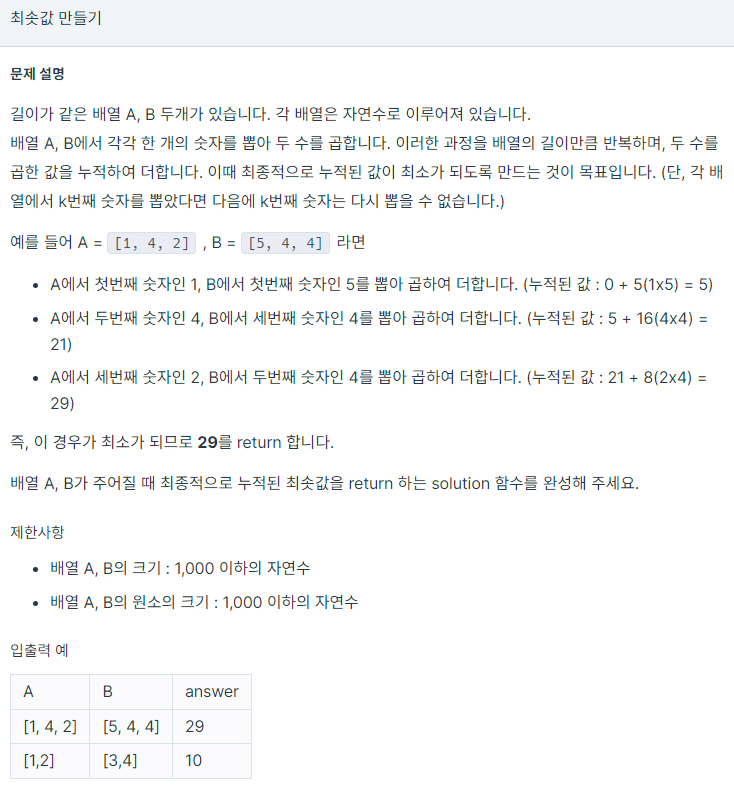 최솟값 만들기
문제 설명
길이가 같은 배열 A, B 두개가 있습니다. 각 배열은 자연수로 이루어져 있습니다.
배열 A, B에서 각각 한 개의 숫자를 뽑아 두 수를 곱합니다. 이러한 과정을 배열의 길이만큼 반복하며, 두 수를
곱한 값을 누적하여 더합니다. 이때 최종적으로 누적된 값이 최소가 되도록 만드는 것이 목표입니다. (단, 각 배
열에서 k번째 숫자를 뽑았다면 다음에 k번째 숫자는 다시 뽑을 수 없습니다.)
예를 들어 A = [1, 4, 2] , B = [5, 4, 4] 라면
• A에서 첫번째 숫자인 1, B에서 첫번째 숫자인 5를 뽑아 곱하여 더합니다. (누적된 값 : 0 + 5(1x5) = 5)
• A에서 두번째 숫자인 4, B에서 세번째 숫자인 4를 뽑아 곱하여 더합니다. (누적된 값 : 5 + 16(4x4) =
21)
• A에서 세번째 숫자인 2, B에서 두번째 숫자인 4를 뽑아 곱하여 더합니다. (누적된 값 : 21 + 8(2x4) =
29)
즉, 이 경우가 최소가 되므로 29를 return 합니다.
배열 A, B가 주어질 때 최종적으로 누적된 최솟값을 return 하는 solution 함수를 완성해 주세요.
제한사항
• 배열 A, B의 크기 : 1,000 이하의 자연수
• 배열 A, B의 원소의 크기 : 1,000 이하의 자연수
입출력 예
A B answer
[1, 4, 2] [5, 4, 4] 29
[1,2] [3,4] 10